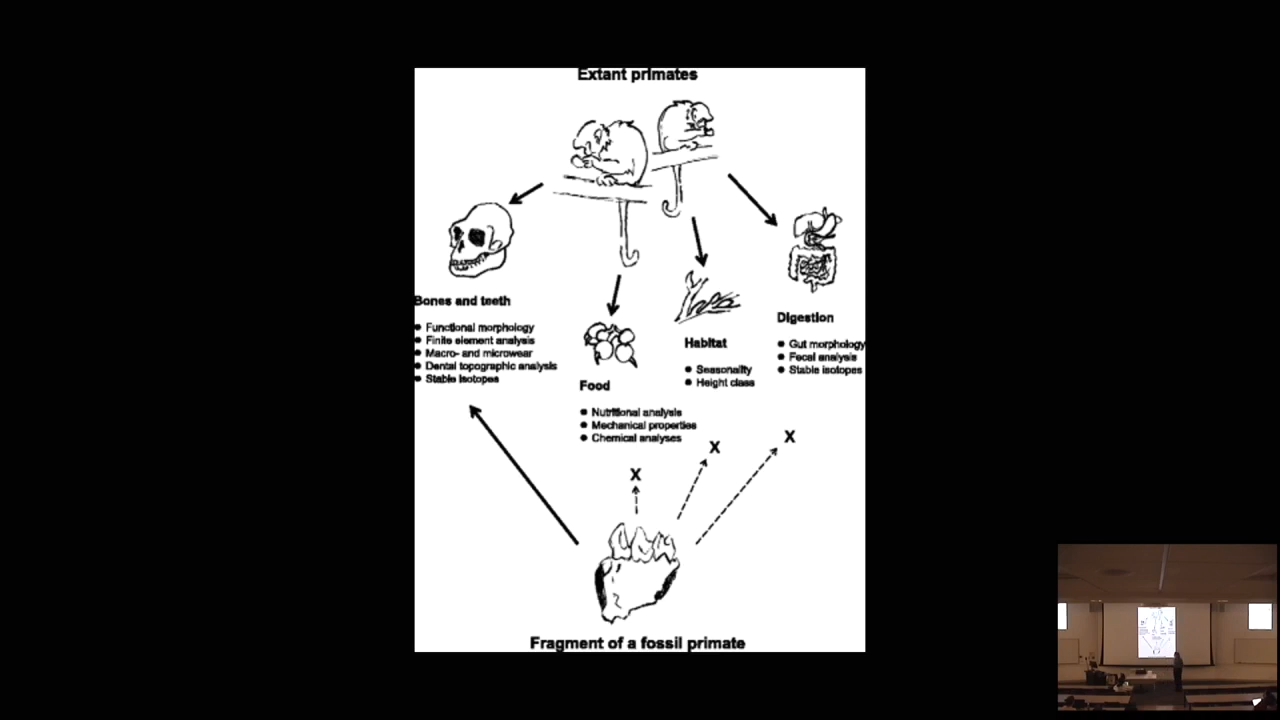 Extant primates
Bones and teeth
● Functional morphology
● Finite element analysis
● Macro- and microwear
● Dental topographic analysis
● Stable isotopes
Food
● Nutritional analysis
● Mechanical properties
● Chemical analyses
Habitat
● Seasonality
● Height class
Digestion
● Gut morphology
● Fecal analysis
● Stable isotopes
X
X
X
Fragment of a fossil primate